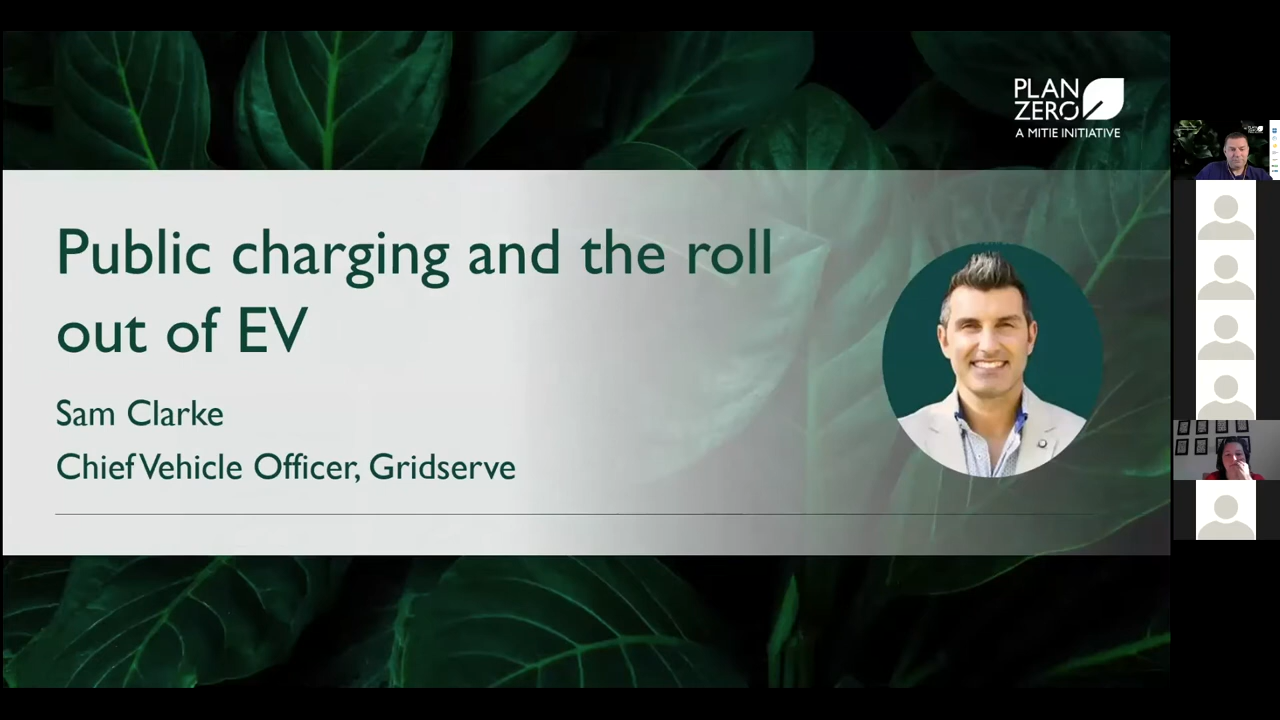 PLAN
ZERO
A MITIE INITIATIVE
Public charging and the roll
out of EV
Sam Clarke
Chief Vehicle Officer, Gridserve